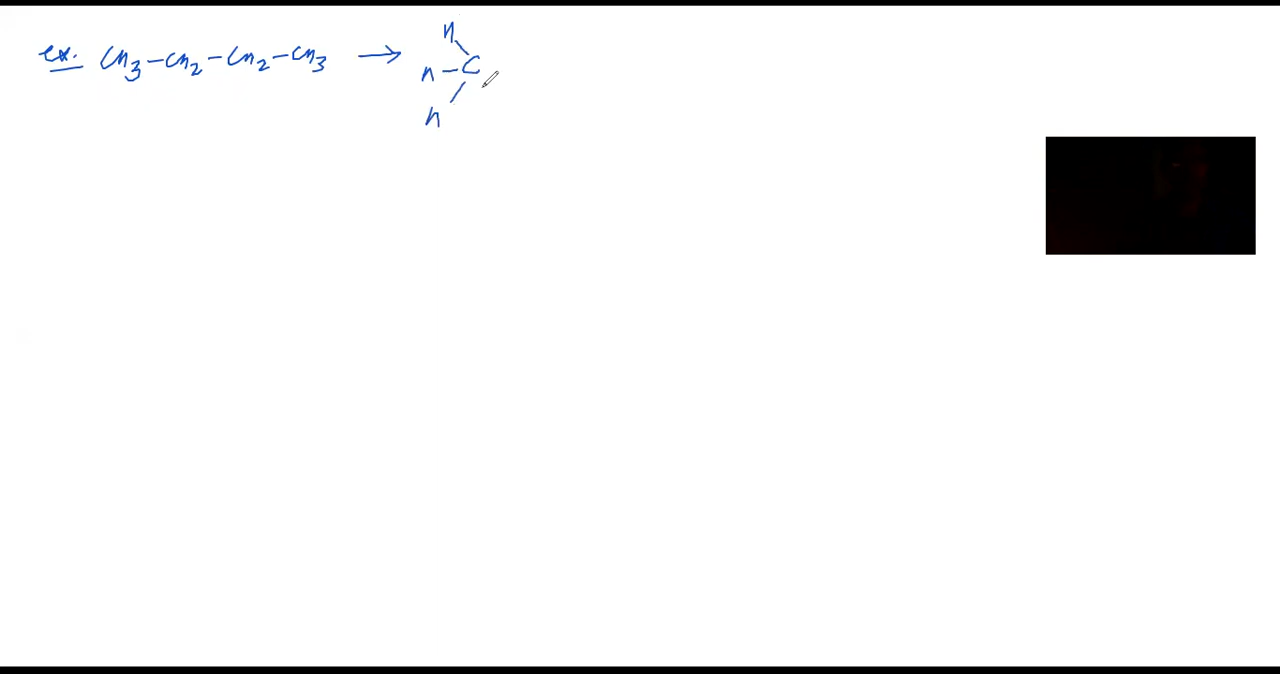 ex. CH3-CH2-CH2-CH3 →
H
H-C
H